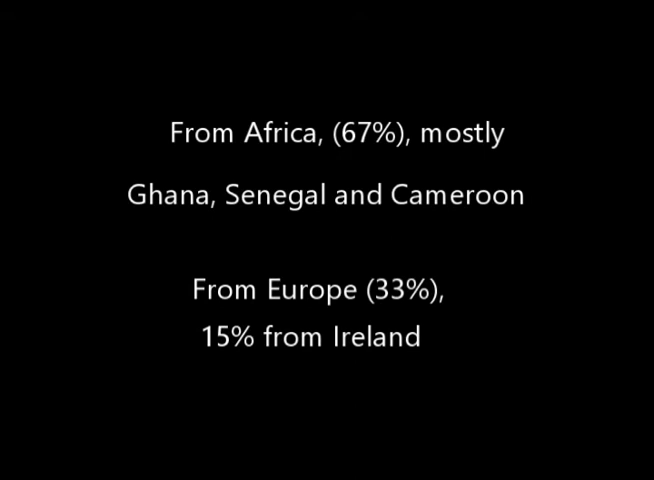 From Africa, (67%), mostly
Ghana, Senegal and Cameroon
From Europe (33%),
15% from Ireland